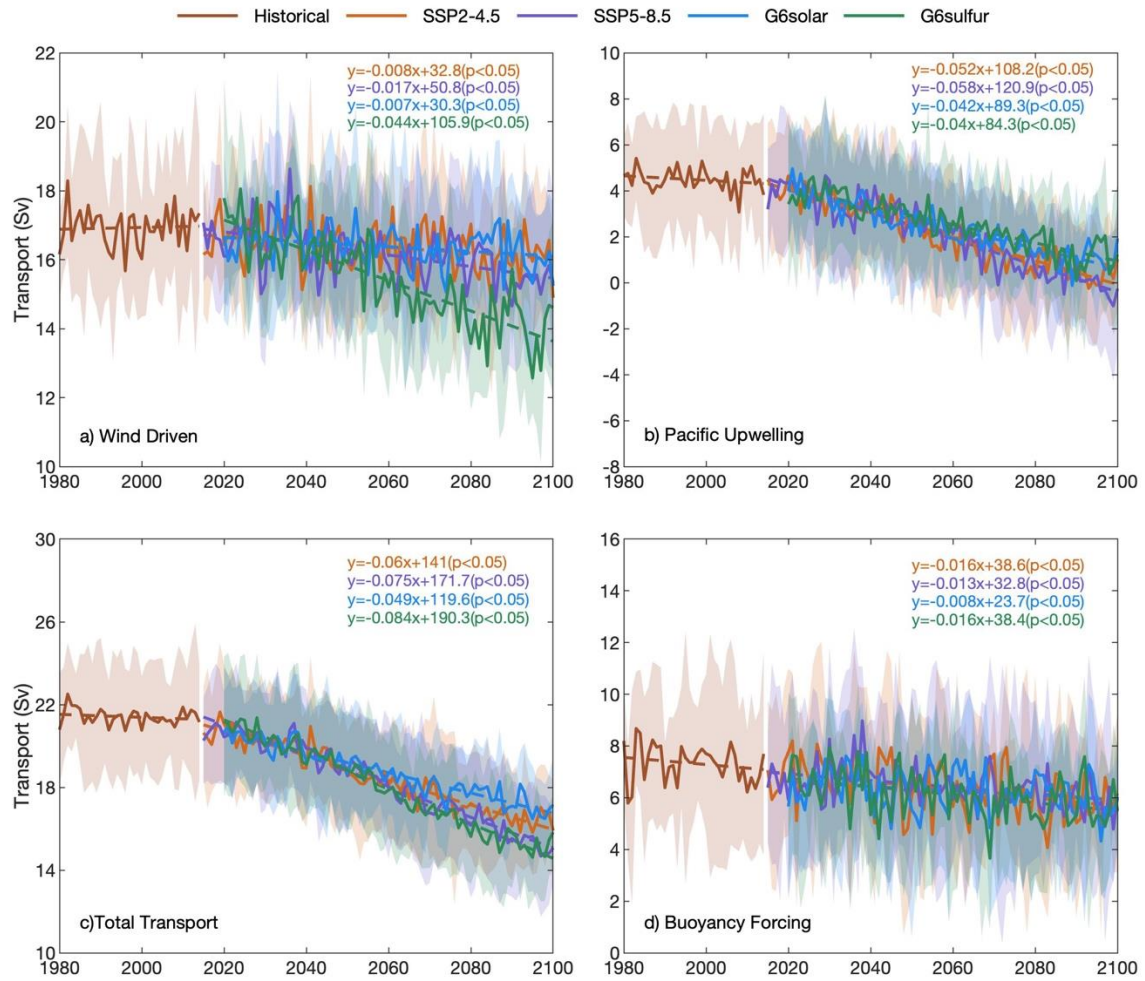 Historical SSP2-4.5 SSP5-8.5 G6solar G6sulfur
22
20
18
16
14
12
10
Transport (Sv)
y=-0.008x+32.8(p<0.05)
y=-0.017x+50.8(p<0.05)
y=-0.007x+30.3(p<0.05)
y=-0.044x+105.9(p<0.05)
a) Wind Driven
1980 2000 2020 2040 2060 2080 2100
10
8
6
4
2
0
-2
-4
-6
-8
y=-0.052x+108.2(p<0.05)
y=-0.058x+120.9(p<0.05)
y=-0.042x+89.3(p<0.05)
y=-0.04x+84.3(p<0.05)
b) Pacific Upwelling
1980 2000 2020 2040 2060 2080 2100
30
26
22
18
14
10
Transport (Sv)
y=-0.06x+141(p<0.05)
y=-0.075x+171.7(p<0.05)
y=-0.049x+119.6(p<0.05)
y=-0.084x+190.3(p<0.05)
c)Total Transport
1980 2000 2020 2040 2060 2080 2100
16
14
12
10
8
6
4
2
0
y=-0.016x+38.6(p<0.05)
y=-0.013x+32.8(p<0.05)
y=-0.008x+23.7(p<0.05)
y=-0.016x+38.4(p<0.05)
d) Buoyancy Forcing
1980 2000 2020 2040 2060 2080 2100